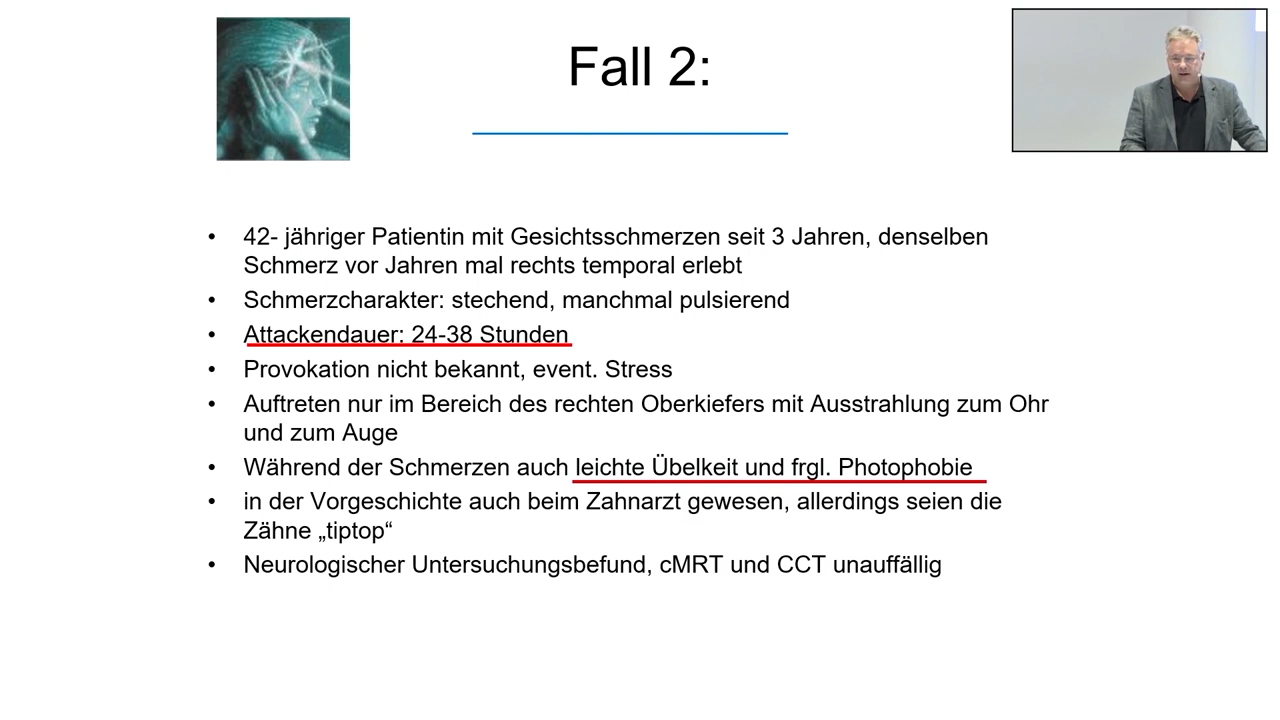 Fall 2:
• 42- jähriger Patientin mit Gesichtsschmerzen seit 3 Jahren, denselben
Schmerz vor Jahren mal rechts temporal erlebt
• Schmerzcharakter: stechend, manchmal pulsierend
• Attackendauer: 24-38 Stunden
• Provokation nicht bekannt, event. Stress
• Auftreten nur im Bereich des rechten Oberkiefers mit Ausstrahlung zum Ohr
und zum Auge
• Während der Schmerzen auch leichte Übelkeit und frgl. Photophobie
• in der Vorgeschichte auch beim Zahnarzt gewesen, allerdings seien die
Zähne „tiptop“
• Neurologischer Untersuchungsbefund, cMRT und CCT unauffällig